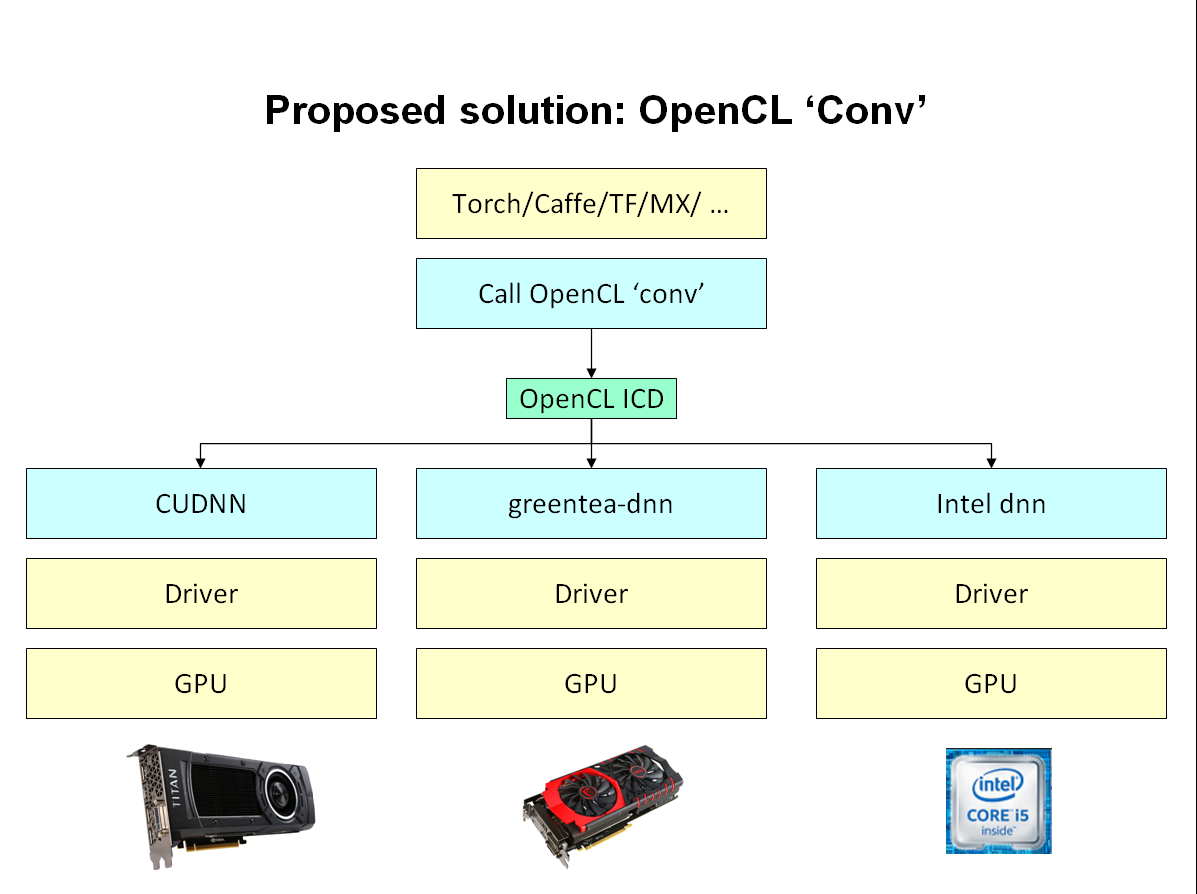 Proposed solution: OpenCL ‘Conv’
Torch/Caffe/TF/MX/ …
Call OpenCL ‘conv’
OpenCL ICD
CUDNN
greentea-dnn
Intel dnn
Driver
Driver
Driver
GPU
GPU
GPU
TITAN
intel
CORE™ i5
inside™